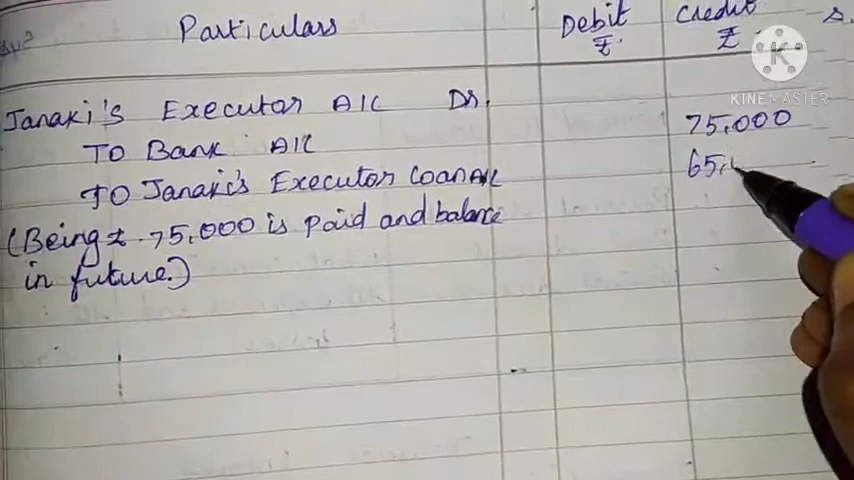 Particulars Debit ₹. Credit ₹
Janaki's Executor A/C Dr. 75,000
To Bank A/C 65,
To Janaki's Executor Loan A/C
(Being ₹. 75,000 is paid and balance
in future.)
KINEMASTER